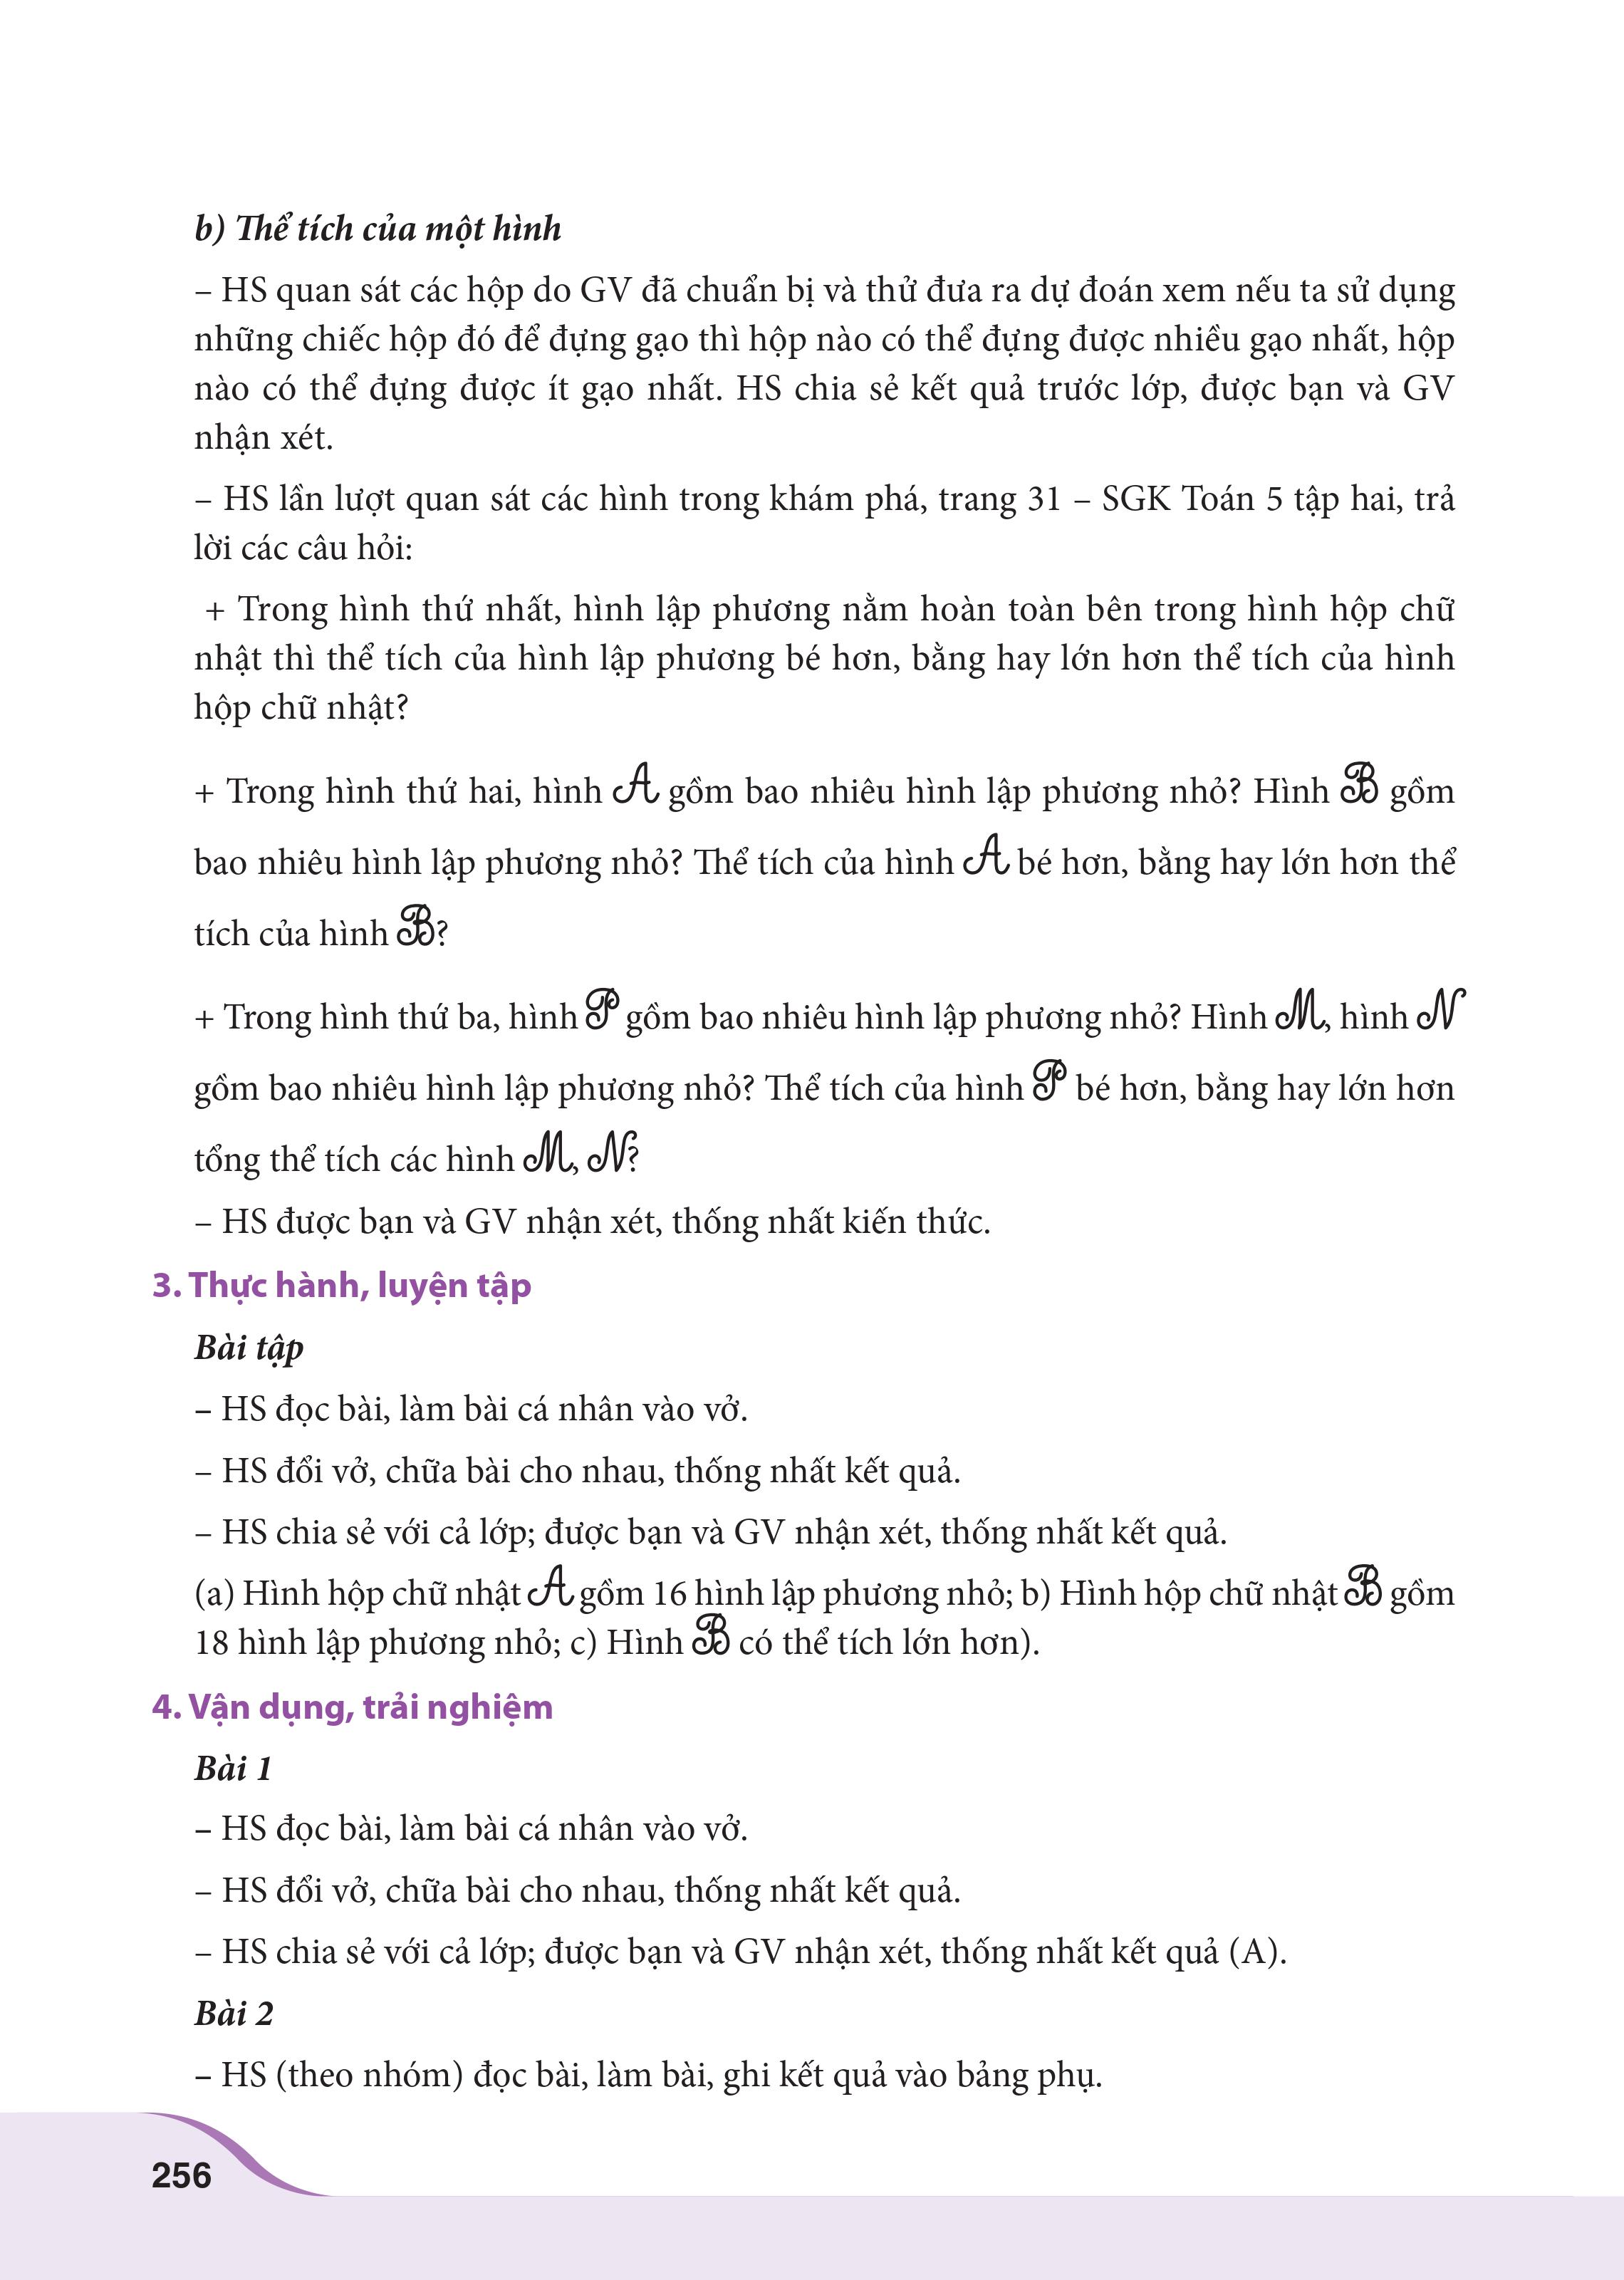 b) Thể tích của một hình
– HS quan sát các hộp do GV đã chuẩn bị và thử đưa ra dự đoán xem nếu ta sử dụng
những chiếc hộp đó để đựng gạo thì hộp nào có thể đựng được nhiều gạo nhất, hộp
nào có thể đựng được ít gạo nhất. HS chia sẻ kết quả trước lớp, được bạn và GV
nhận xét.
– HS lần lượt quan sát các hình trong khám phá, trang 31 – SGK Toán 5 tập hai, trả
lời các câu hỏi:
+ Trong hình thứ nhất, hình lập phương nằm hoàn toàn bên trong hình hộp chữ
nhật thì thể tích của hình lập phương bé hơn, bằng hay lớn hơn thể tích của hình
hộp chữ nhật?
+ Trong hình thứ hai, hình A gồm bao nhiêu hình lập phương nhỏ? Hình B gồm
bao nhiêu hình lập phương nhỏ? Thể tích của hình A bé hơn, bằng hay lớn hơn thể
tích của hình B?
+ Trong hình thứ ba, hình P gồm bao nhiêu hình lập phương nhỏ? Hình M, hình N
gồm bao nhiêu hình lập phương nhỏ? Thể tích của hình P bé hơn, bằng hay lớn hơn
tổng thể tích các hình M, N?
– HS được bạn và GV nhận xét, thống nhất kiến thức.
3. Thực hành, luyện tập
Bài tập
– HS đọc bài, làm bài cá nhân vào vở.
– HS đổi vở, chữa bài cho nhau, thống nhất kết quả.
– HS chia sẻ với cả lớp; được bạn và GV nhận xét, thống nhất kết quả.
(a) Hình hộp chữ nhật A gồm 16 hình lập phương nhỏ; b) Hình hộp chữ nhật B gồm
18 hình lập phương nhỏ; c) Hình B có thể tích lớn hơn).
4. Vận dụng, trải nghiệm
Bài 1
– HS đọc bài, làm bài cá nhân vào vở.
– HS đổi vở, chữa bài cho nhau, thống nhất kết quả.
– HS chia sẻ với cả lớp; được bạn và GV nhận xét, thống nhất kết quả (A).
Bài 2
– HS (theo nhóm) đọc bài, làm bài, ghi kết quả vào bảng phụ.
256